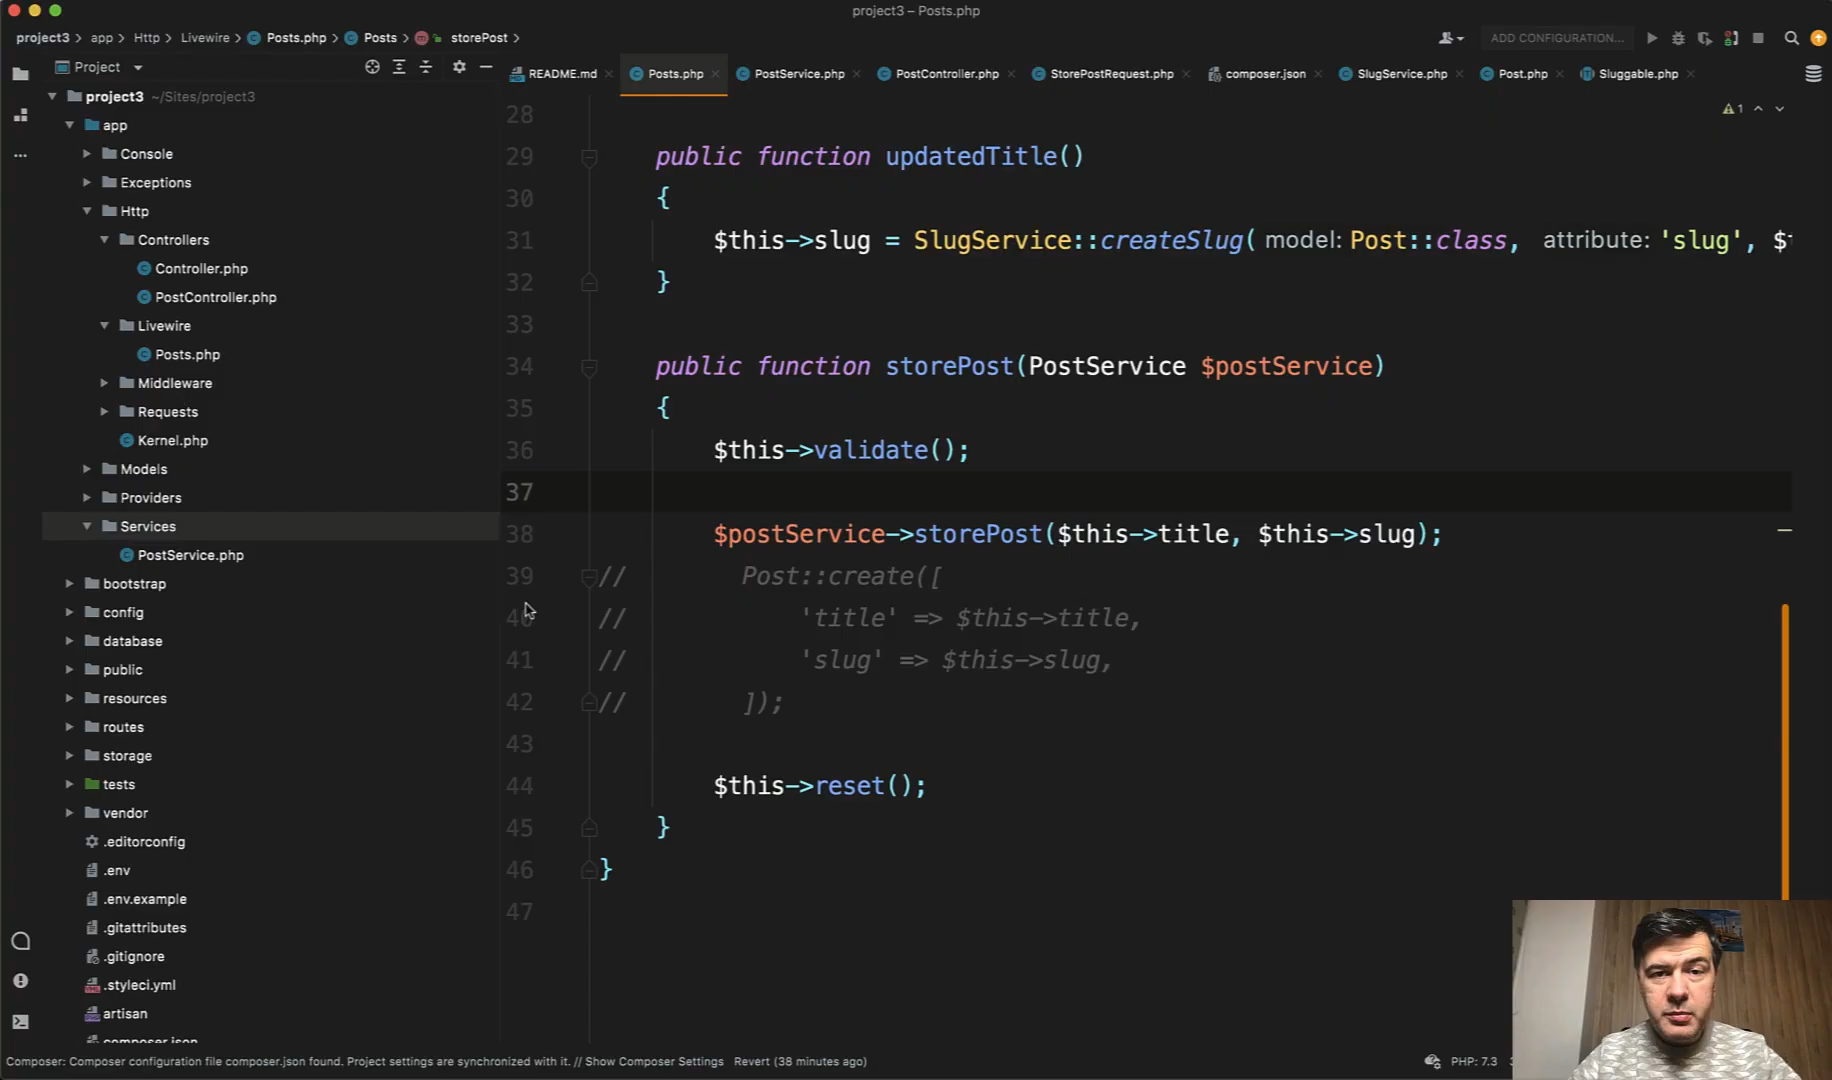 project3 – Posts.php
project3 > app > Http > Livewire > Posts.php > Posts > m storePost >
ADD CONFIGURATION...
Project
README.md
Posts.php
PostService.php
PostController.php
StorePostRequest.php
composer.json
SlugService.php
Post.php
Sluggable.php
project3 ~/Sites/project3
app
Console
Exceptions
Http
Controllers
Controller.php
PostController.php
Livewire
Posts.php
Middleware
Requests
Kernel.php
Models
Providers
Services
PostService.php
bootstrap
config
database
public
resources
routes
storage
tests
vendor
.editorconfig
.env
.env.example
.gitattributes
.gitignore
.styleci.yml
artisan
composer.json
1
28
29 public function updatedTitle()
30 {
31 $this->slug = SlugService::createSlug( model: Post::class, attribute: 'slug', $
32 }
33
34 public function storePost(PostService $postService)
35 {
36 $this->validate();
37
38 $postService->storePost($this->title, $this->slug);
39 // Post::create([
40 // 'title' => $this->title,
41 // 'slug' => $this->slug,
42 // ]);
43
44 $this->reset();
45 }
46 }
47
Composer: Composer configuration file composer.json found. Project settings are synchronized with it. // Show Composer Settings Revert (38 minutes ago)
PHP: 7.3